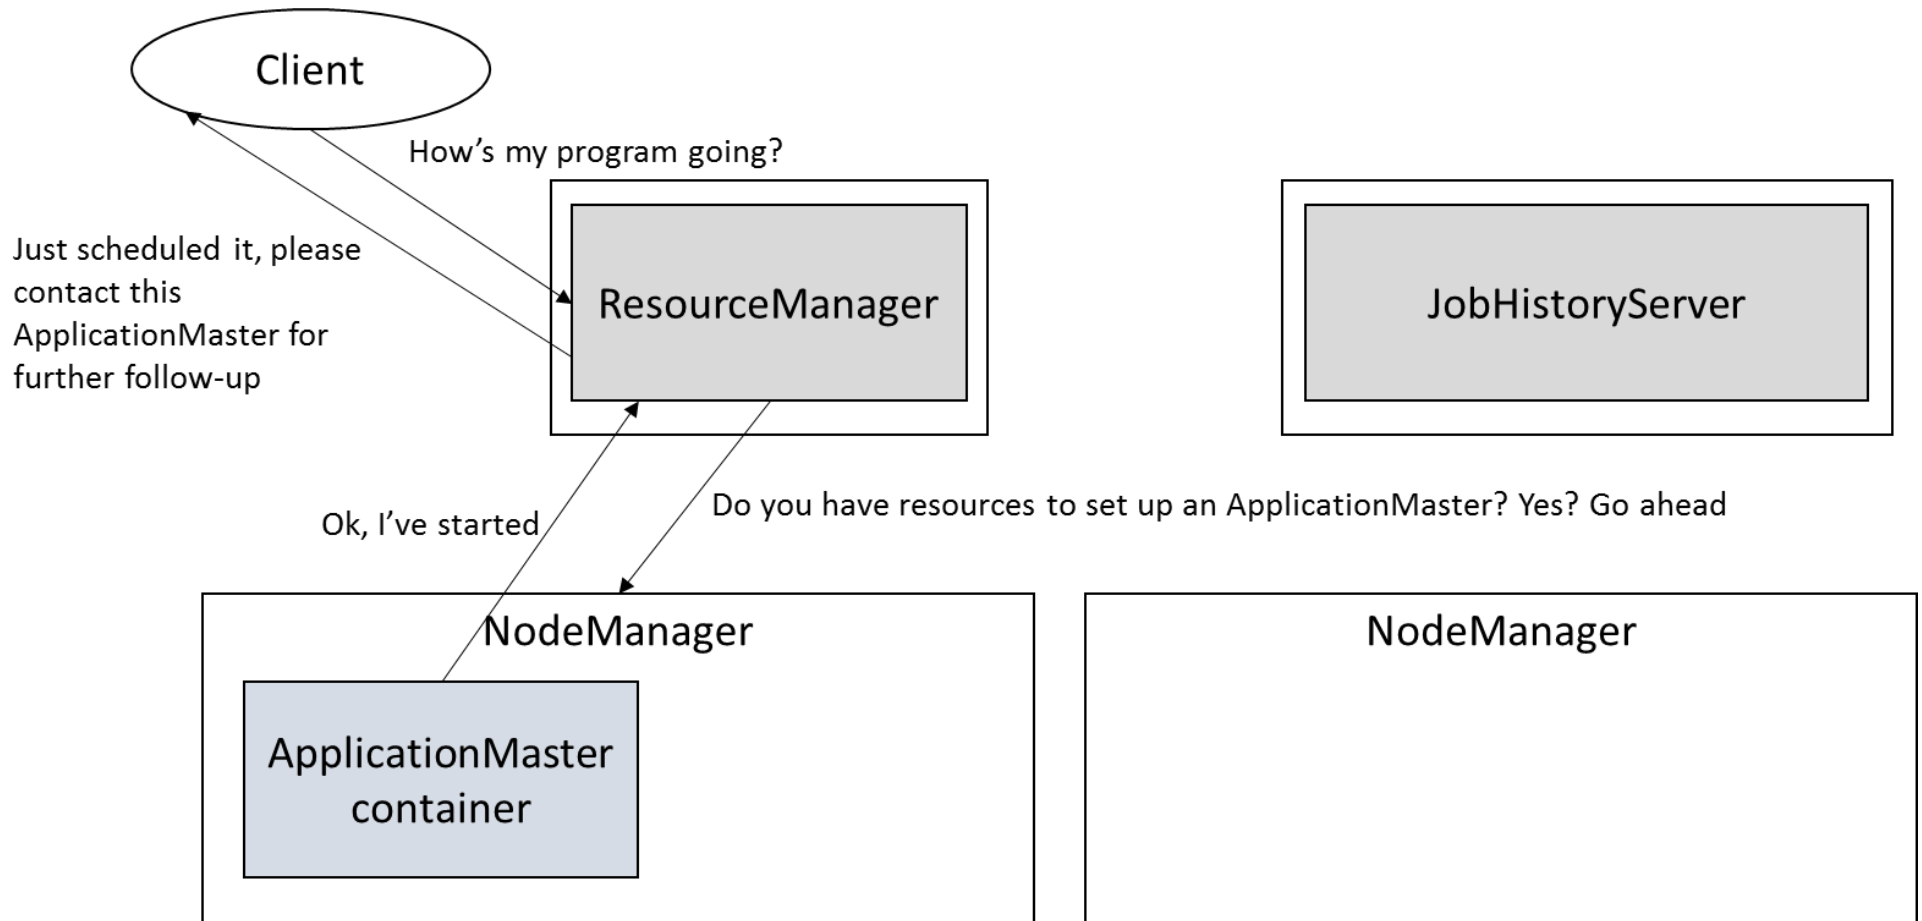 Client
How's my program going?
Just scheduled it, please
contact this
ApplicationMaster for
further follow-up
ResourceManager
JobHistoryServer
Ok, I've started
Do you have resources to set up an ApplicationMaster? Yes? Go ahead
NodeManager
NodeManager
ApplicationMaster
container